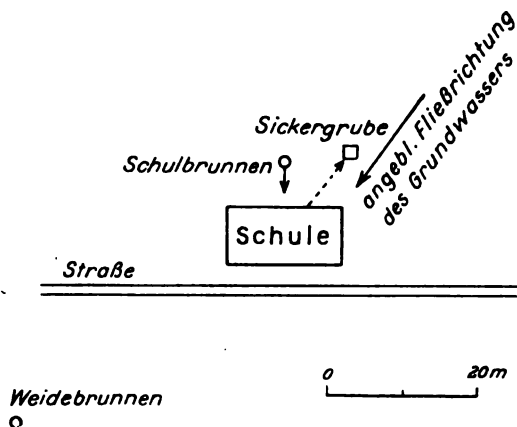 Sickergrube
angebl. Fließrichtung
des Grundwassers
Schulbrunnen
Schule
Straße
0 20m
Weidebrunnen